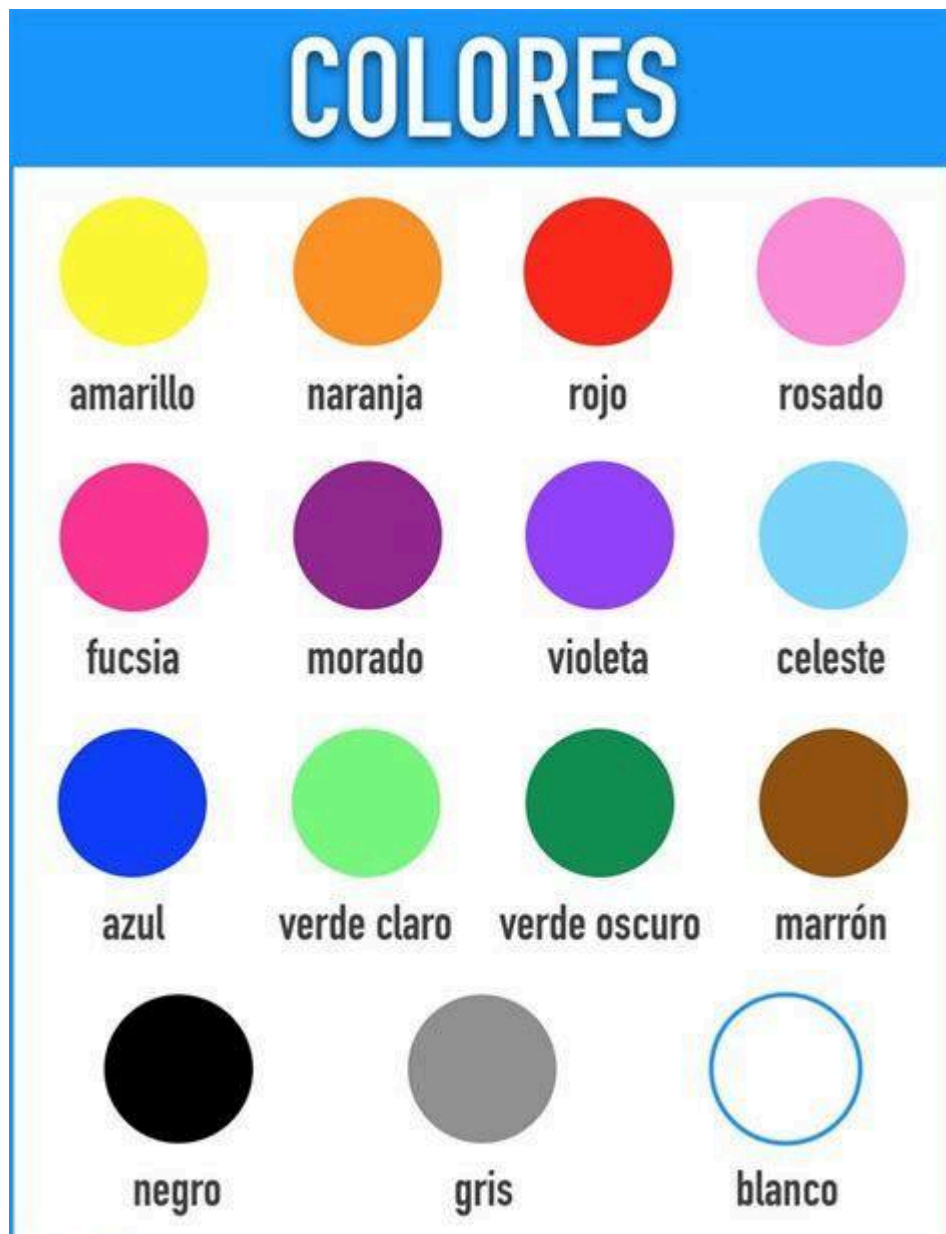 COLORES
amarillo naranja rojo rosado
fucsia morado violeta celeste
azul verde claro verde oscuro marrón
negro gris blanco